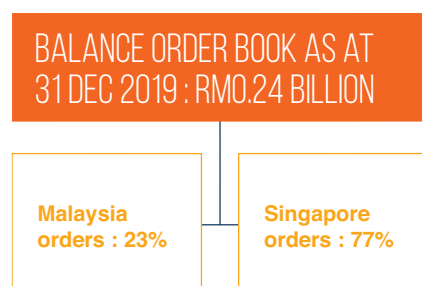 BALANCE ORDER BOOK AS AT
31 DEC 2019 : RM0.24 BILLION
Malaysia
orders : 23%
Singapore
orders : 77%